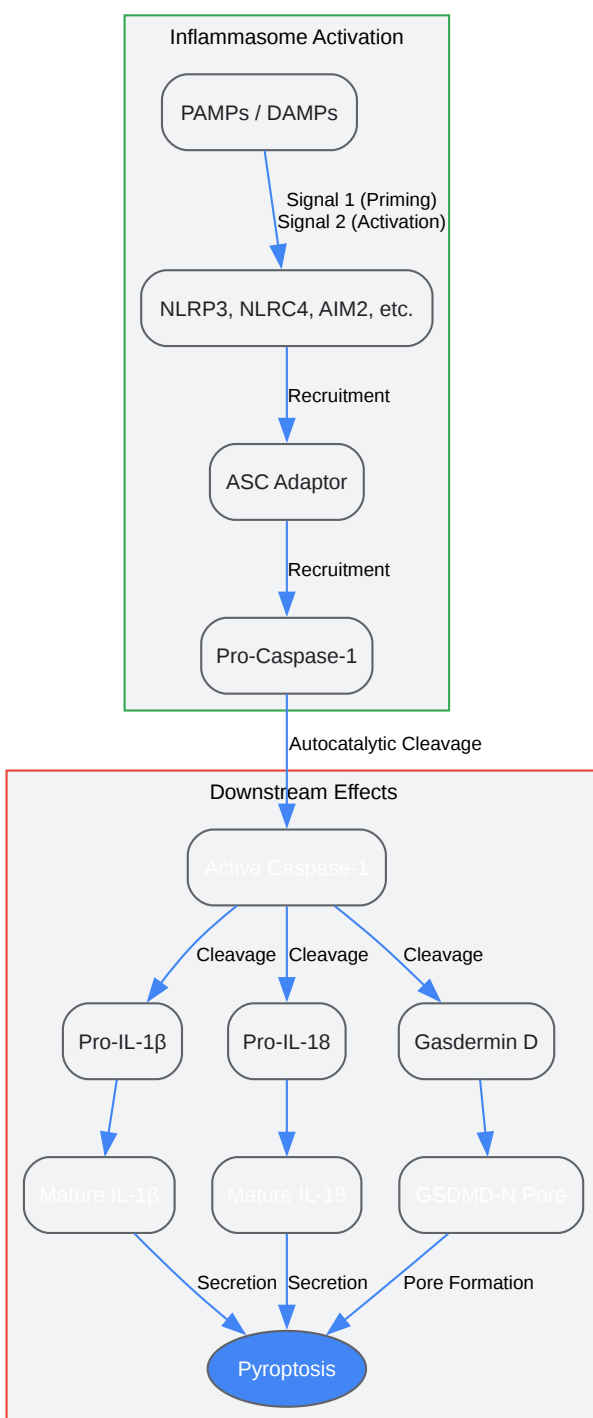 Inflammasome Activation
PAMPs / DAMPs
Signal 1 (Priming)
Signal 2 (Activation)
NLRP3, NLRC4, AIM2, etc.
Recruitment
ASC Adaptor
Recruitment
Pro-Caspase-1
Autocatalytic Cleavage
Downstream Effects
Active Caspase-1
Cleavage
Cleavage
Cleavage
Pro-IL-1β
Pro-IL-18
Gasdermin D
Mature IL-1β
Mature IL-18
GSDMD-N Pore
Secretion
Secretion
Pore Formation
Pyroptosis